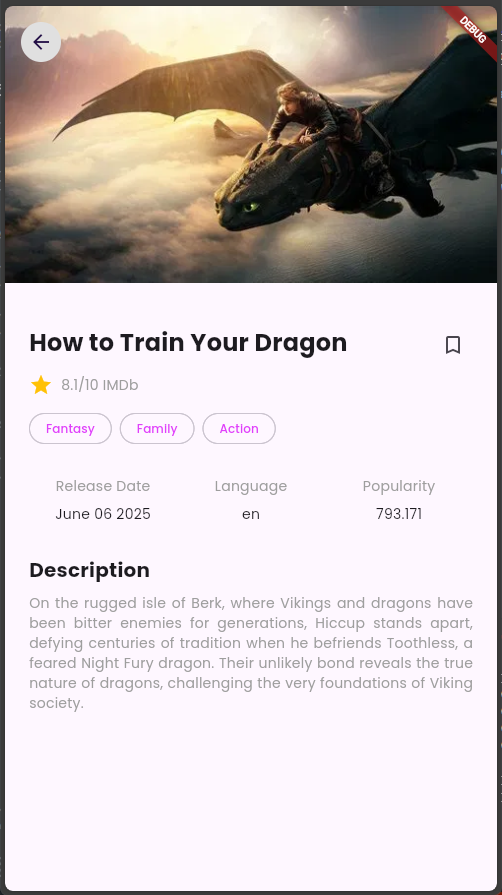 DEBUG
How to Train Your Dragon
8.1/10 IMDb
Fantasy Family Action
Release Date Language Popularity
June 06 2025 en 793.171
Description
On the rugged isle of Berk, where Vikings and dragons have
been bitter enemies for generations, Hiccup stands apart,
defying centuries of tradition when he befriends Toothless, a
feared Night Fury dragon. Their unlikely bond reveals the true
nature of dragons, challenging the very foundations of Viking
society.